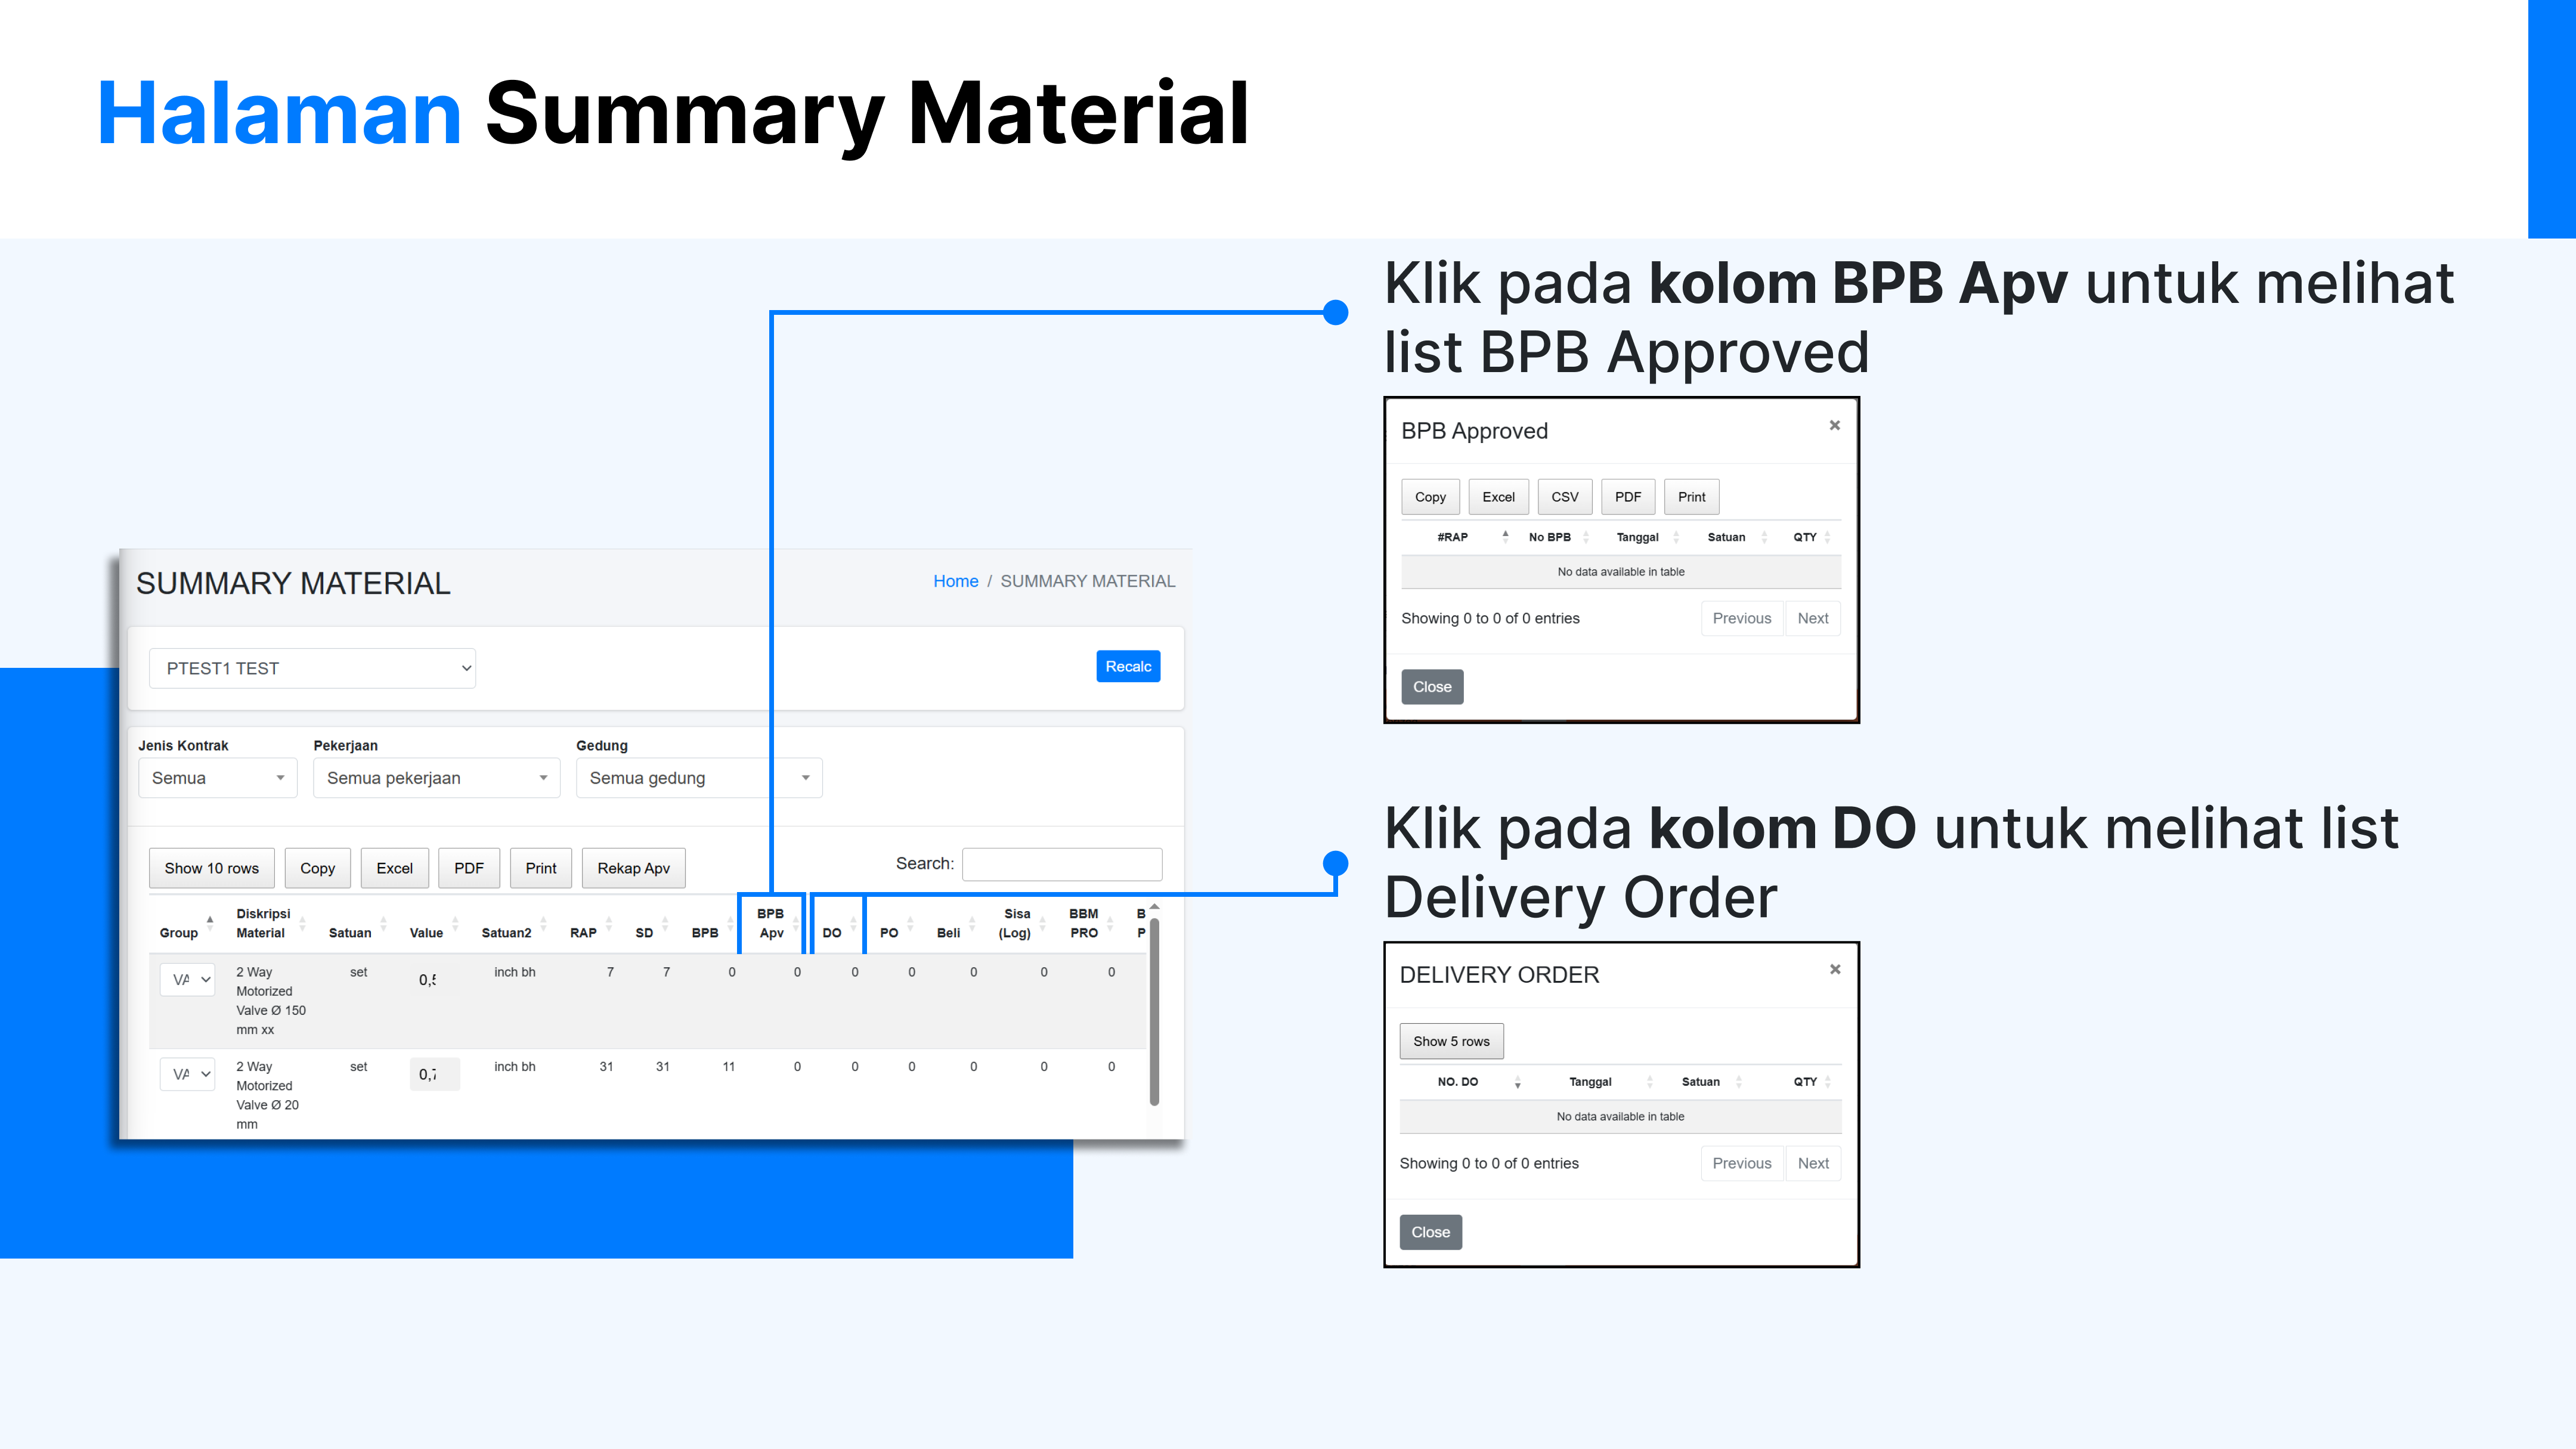 Halaman Summary Material
Klik pada kolom BPB Apv untuk melihat
list BPB Approved
BPB Approved
×
Copy Excel CSV PDF Print
#RAP No BPB Tanggal Satuan QTY
No data available in table
Showing 0 to 0 of 0 entries Previous Next
Close
Klik pada kolom DO untuk melihat list
Delivery Order
DELIVERY ORDER
×
Show 5 rows
NO. DO Tanggal Satuan QTY
No data available in table
Showing 0 to 0 of 0 entries Previous Next
Close
SUMMARY MATERIAL
Home / SUMMARY MATERIAL
PTEST1 TEST
Recalc
Jenis Kontrak Pekerjaan Gedung
Semua Semua pekerjaan Semua gedung
Show 10 rows Copy Excel PDF Print Rekap Apv
Search:
Group Diskripsi Material Satuan Value Satuan2 RAP SD BPB BPB Apv DO PO Beli Sisa (Log) BBM PRO
VA 2 Way Motorized Valve Ø 150 mm xx set 0,5 inch bh 7 7 0 0 0 0 0 0 0
VA 2 Way Motorized Valve Ø 20 mm set 0,7 inch bh 31 31 11 0 0 0 0 0 0